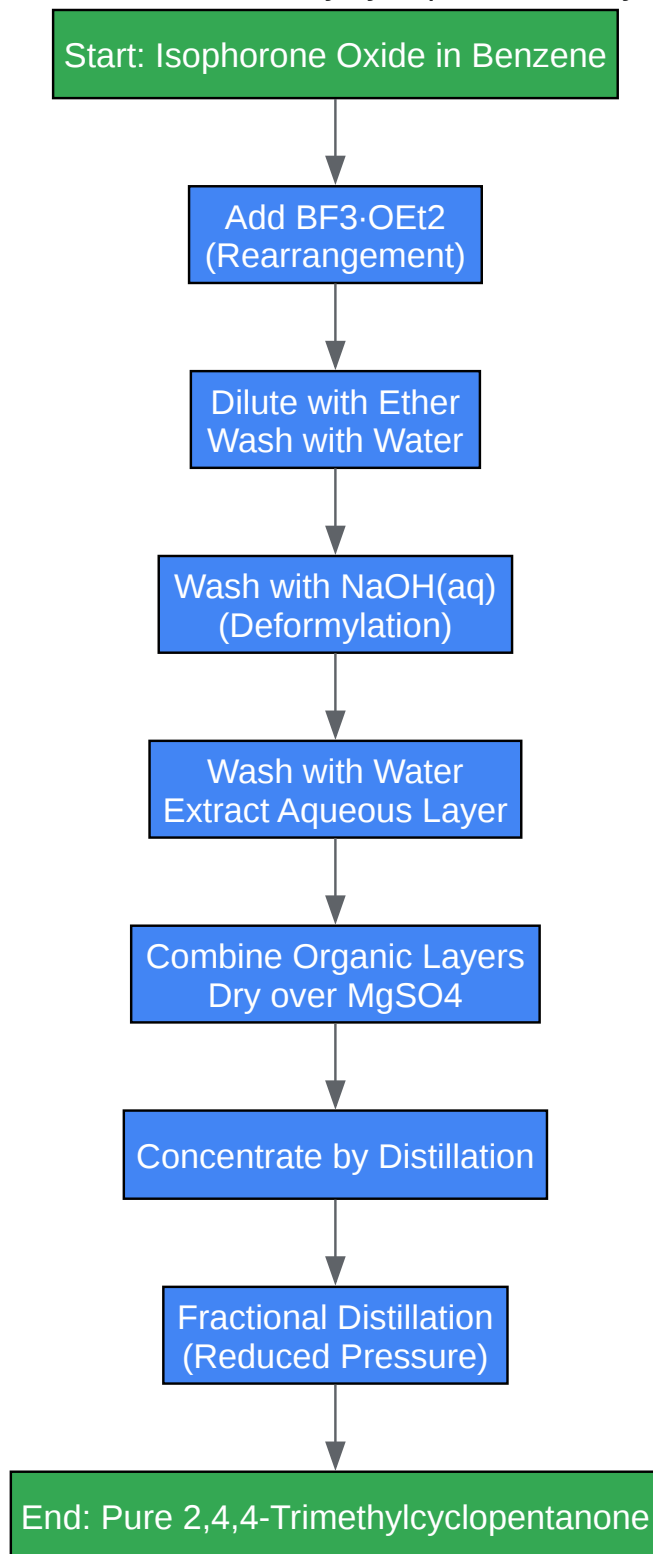 Start: Isophorone Oxide in Benzene
Add BF3·OEt2
(Rearrangement)
Dilute with Ether
Wash with Water
Wash with NaOH(aq)
(Deformylation)
Wash with Water
Extract Aqueous Layer
Combine Organic Layers
Dry over MgSO4
Concentrate by Distillation
Fractional Distillation
(Reduced Pressure)
End: Pure 2,4,4-Trimethylcyclopentanone